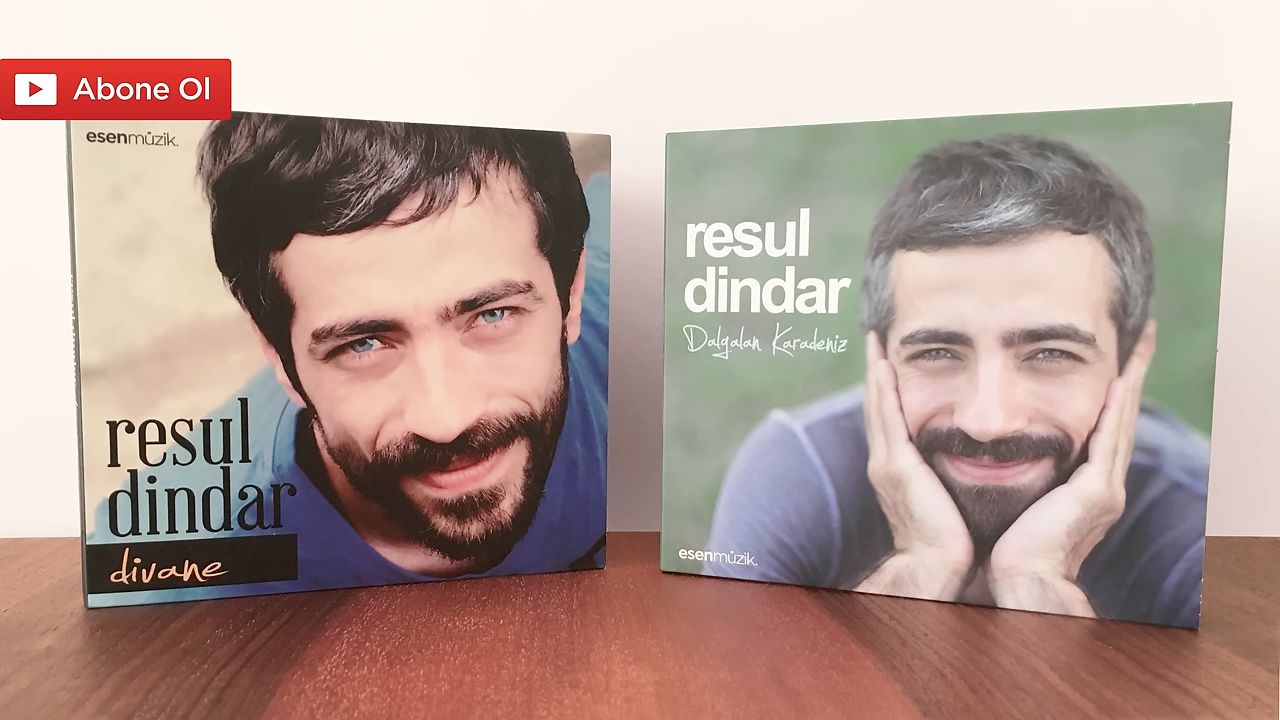 Abone Ol
esenmüzik.
resul
dindar
divane
resul
dindar
Dalgalan Karadeniz
esenmüzik.